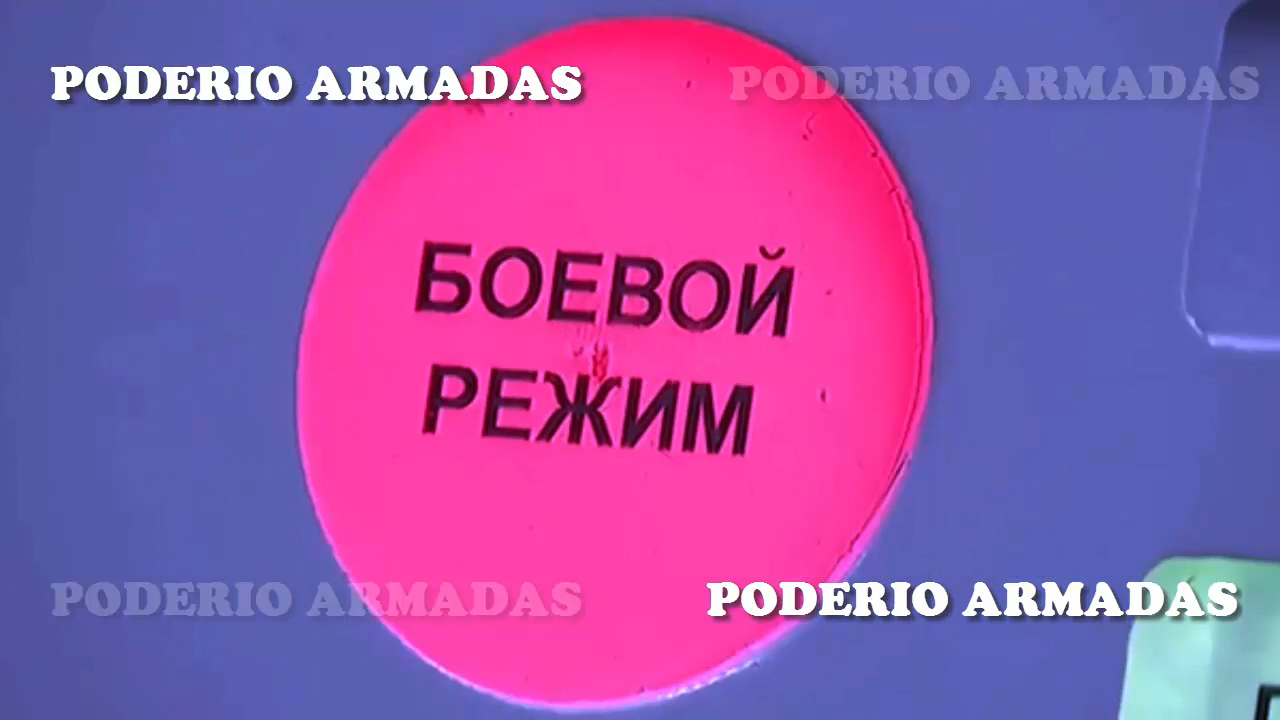 PODERIO ARMADAS PODERIO ARMADAS
БОЕВОЙ
РЕЖИМ
PODERIO ARMADAS PODERIO ARMADAS